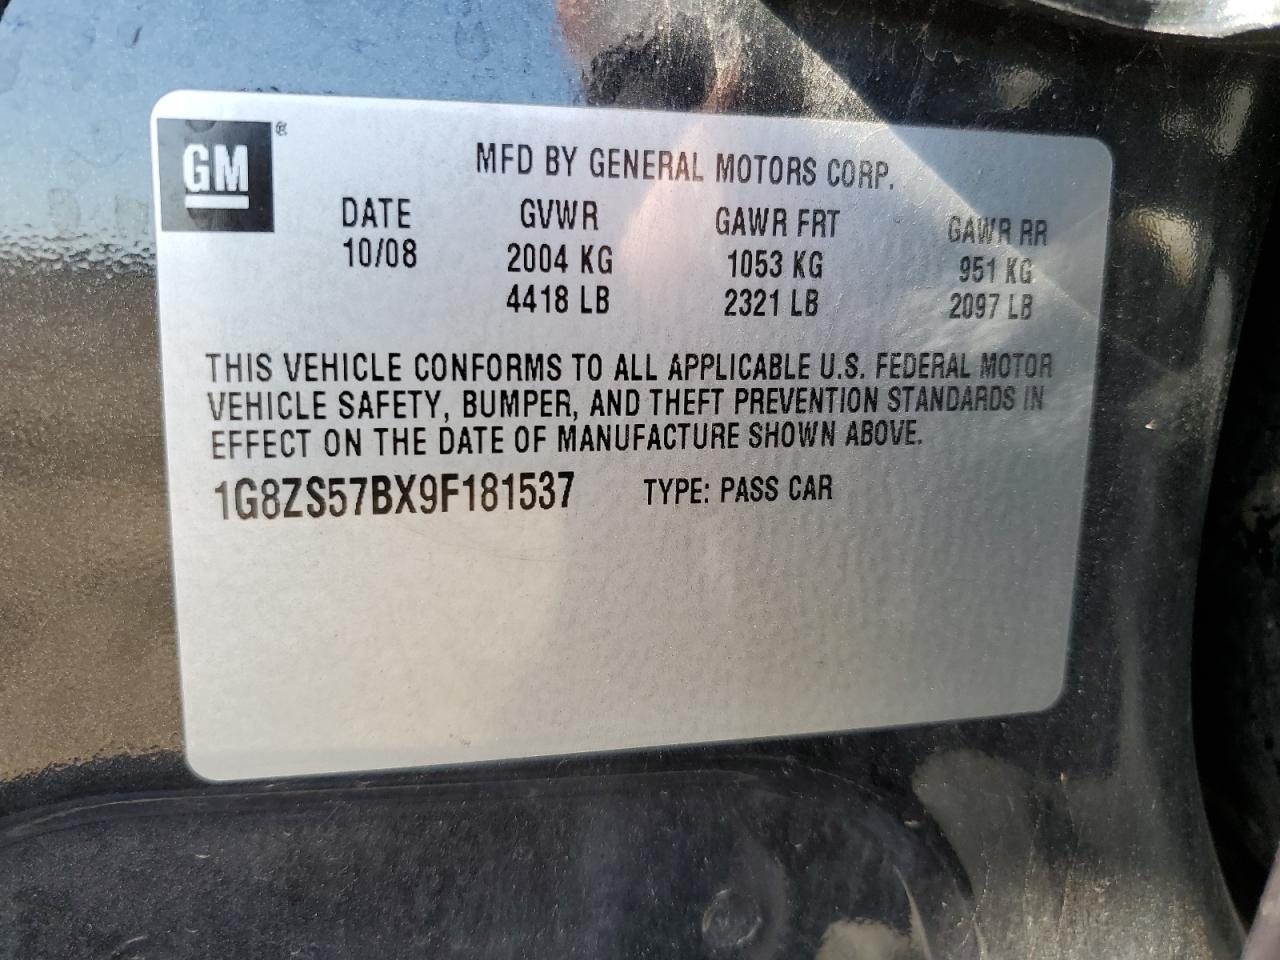 GM®
MFD BY GENERAL MOTORS CORP.
DATE GVWR GAWR FRT GAWR RR
10/08 2004 KG 1053 KG 951 KG
4418 LB 2321 LB 2097 LB
THIS VEHICLE CONFORMS TO ALL APPLICABLE U.S. FEDERAL MOTOR
VEHICLE SAFETY, BUMPER, AND THEFT PREVENTION STANDARDS IN
EFFECT ON THE DATE OF MANUFACTURE SHOWN ABOVE.
1G8ZS57BX9F181537 TYPE: PASS CAR